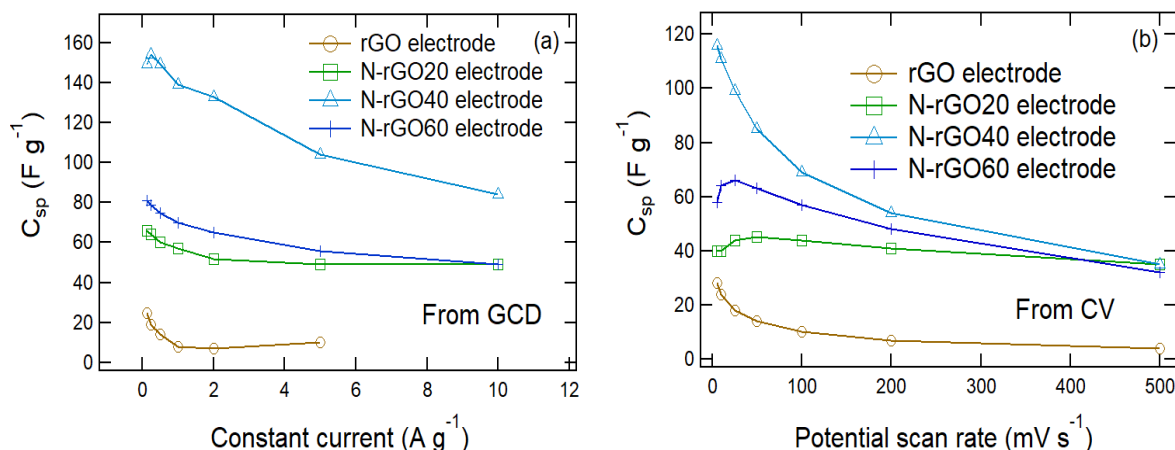 (a)
rGO electrode
N-rGO20 electrode
N-rGO40 electrode
N-rGO60 electrode
From GCD
C_sp (F g⁻¹)
160
140
120
100
80
60
40
20
0
0 2 4 6 8 10 12
Constant current (A g⁻¹)
(b)
rGO electrode
N-rGO20 electrode
N-rGO40 electrode
N-rGO60 electrode
From CV
C_sp (F g⁻¹)
120
100
80
60
40
20
0
0 100 200 300 400 500
Potential scan rate (mV s⁻¹)